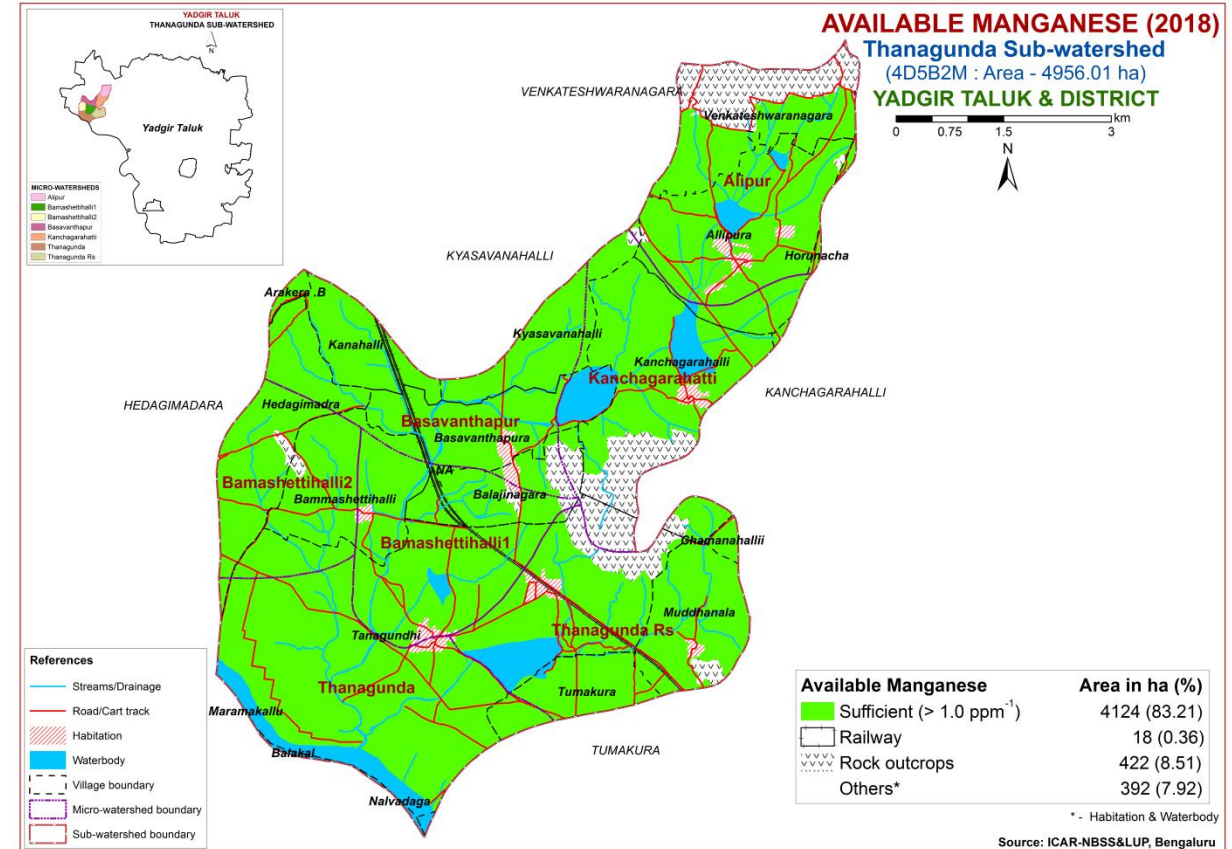 YADGIR TALUK
THANAGUNDA SUB-WATERSHED
N
Yadgir Taluk
MICRO-WATERSHEDS
Alipur
Bamashettihalli1
Bamashettihalli2
Basavanthapur
Kanchagarahatti
Thanagunda
Thanagunda Rs
AVAILABLE MANGANESE (2018)
Thanagunda Sub-watershed
(4D5B2M : Area - 4956.01 ha)
YADGIR TALUK & DISTRICT
km
0 0.75 1.5 3
N
VENKATESHWARANAGARA
Venkateshwaranagara
Alipur
Allipura
Horunacha
KYASAVANAHALLI
Arakera .B
Kanahalli
Kyasavanahalli
Kanchagarahalli
Kanchagarahatti
KANCHAGARAHALLI
HEDAGIMADARA
Hedagimadra
Basavanthapur
Basavanthapura
NA
Bamashettihalli2
Bammashettihalli
Balajinagara
Bamashettihalli1
Chamanahallii
Muddhanala
Tanagundhi
Thanagunda Rs
Thanagunda
Tumakura
Maramakallu
TUMAKURA
Balakal
Nalvadaga
References
Streams/Drainage
Road/Cart track
Habitation
Waterbody
Village boundary
Micro-watershed boundary
Sub-watershed boundary
Available Manganese Area in ha (%)
Sufficient (> 1.0 ppm⁻¹) 4124 (83.21)
Railway 18 (0.36)
Rock outcrops 422 (8.51)
Others* 392 (7.92)
* - Habitation & Waterbody
Source: ICAR-NBSS&LUP, Bengaluru